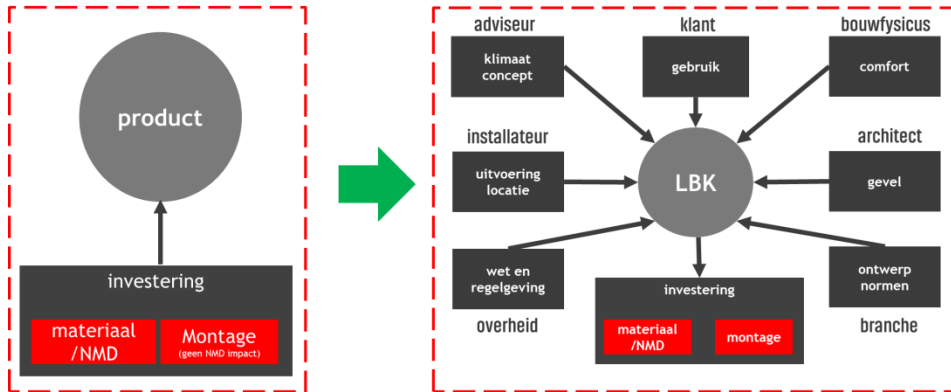 product
investering
materiaal
/NMD
Montage
(geen NMD impact)
adviseur
klimaat
concept
klant
gebruik
bouwfysicus
comfort
installateur
uitvoering
locatie
LBK
architect
gevel
wet en
regelgeving
overheid
investering
materiaal
/NMD
montage
ontwerp
normen
branche